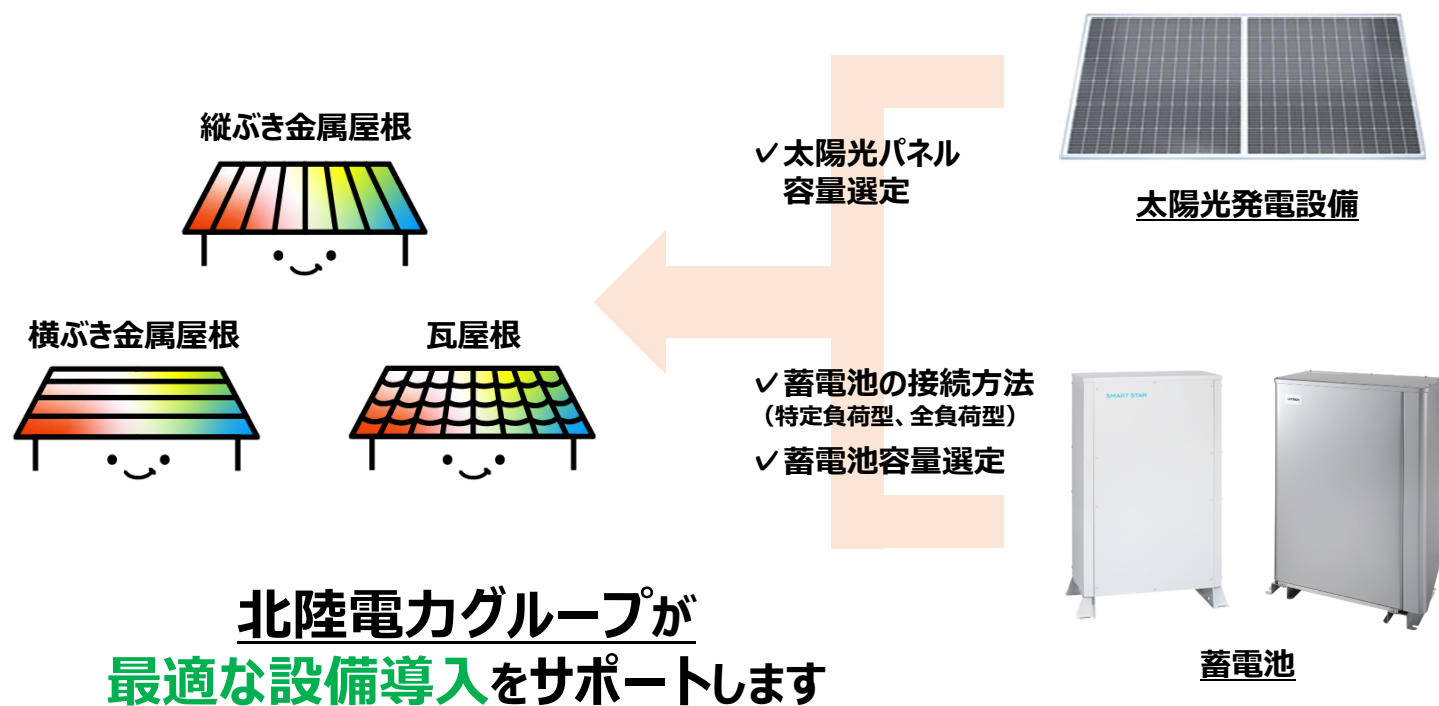 縦ぶき金属屋根
横ぶき金属屋根
瓦屋根
✓太陽光パネル
容量選定
✓蓄電池の接続方法
（特定負荷型、全負荷型）
✓蓄電池容量選定
太陽光発電設備
SMART STAR
蓄電池
北陸電力グループが
最適な設備導入をサポートします